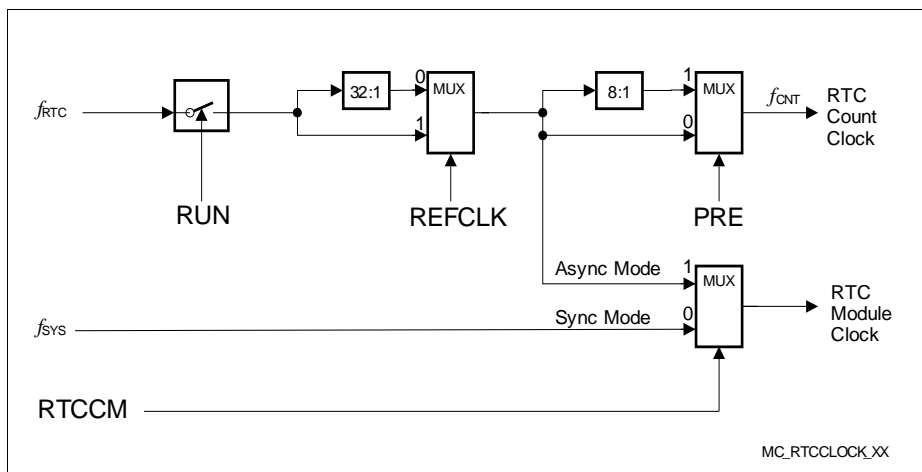 0
1
32:1
MUX
8:1
1
MUX
0
fRTC
fCNT
RTC
Count
Clock
1
RUN
REFCLK
PRE
Async Mode
1
MUX
RTC
Module
Clock
fSYS
Sync Mode
0
RTCCM
MC_RTCCLOCK_XX